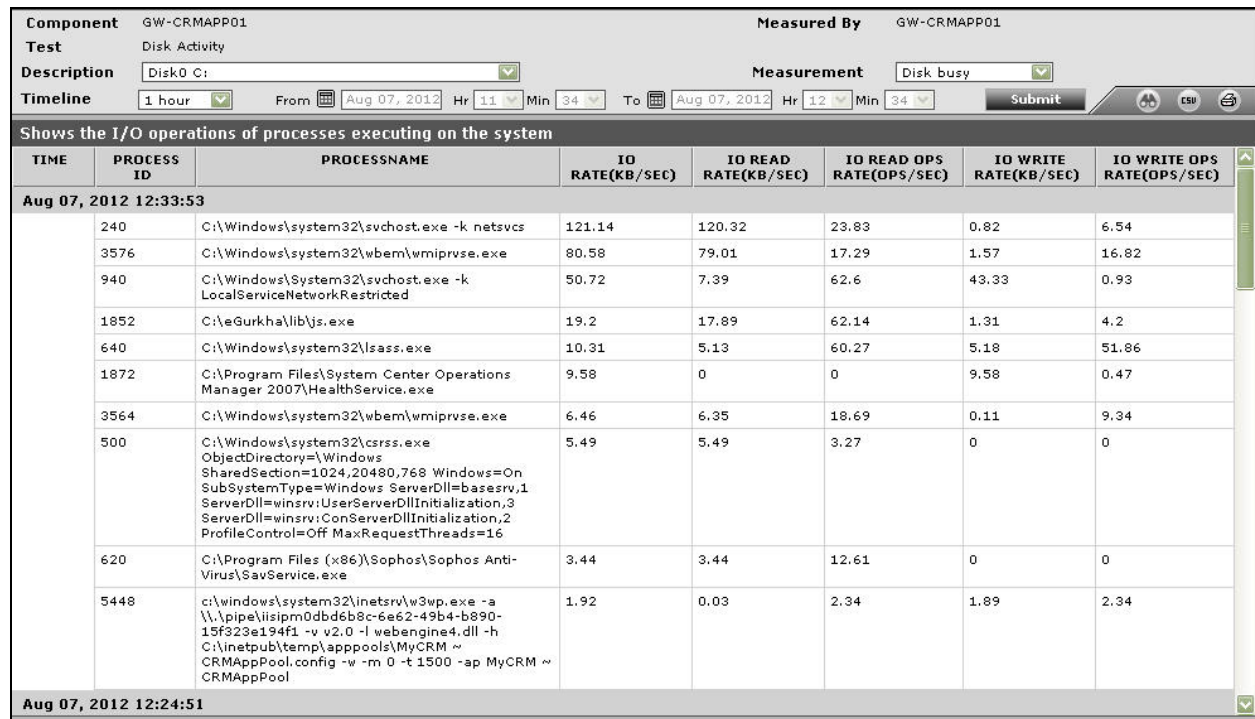 Component GW-CRMAPP01 Measured By GW-CRMAPP01
Test Disk Activity
Description Disk0 C: Measurement Disk busy
Timeline 1 hour From Aug 07, 2012 Hr 11 Min 34 To Aug 07, 2012 Hr 12 Min 34 Submit CSV
Shows the I/O operations of processes executing on the system
TIME PROCESS ID PROCESSNAME IO RATE(KB/SEC) IO READ RATE(KB/SEC) IO READ OPS RATE(OPS/SEC) IO WRITE RATE(KB/SEC) IO WRITE OPS RATE(OPS/SEC)
Aug 07, 2012 12:33:53
240 C:\Windows\system32\svchost.exe -k netsvcs 121.14 120.32 23.83 0.82 6.54
3576 C:\Windows\system32\wbem\wmiprvse.exe 80.58 79.01 17.29 1.57 16.82
940 C:\Windows\System32\svchost.exe -k 50.72 7.39 62.6 43.33 0.93
LocalServiceNetworkRestricted
1852 C:\eGurkha\lib\js.exe 19.2 17.89 62.14 1.31 4.2
640 C:\Windows\system32\lsass.exe 10.31 5.13 60.27 5.18 51.86
1872 C:\Program Files\System Center Operations 9.58 0 0 9.58 0.47
Manager 2007\HealthService.exe
3564 C:\Windows\system32\wbem\wmiprvse.exe 6.46 6.35 18.69 0.11 9.34
500 C:\Windows\system32\csrss.exe 5.49 5.49 3.27 0 0
ObjectDirectory=\Windows
SharedSection=1024,20480,768 Windows=On
SubSystemType=Windows ServerDll=basesrv,1
ServerDll=winsrv:UserServerDllInitialization,3
ServerDll=winsrv:ConServerDllInitialization,2
ProfileControl=Off MaxRequestThreads=16
620 C:\Program Files (x86)\Sophos\Sophos Anti- 3.44 3.44 12.61 0 0
Virus\SavService.exe
5448 c:\windows\system32\inetsrv\w3wp.exe -a 1.92 0.03 2.34 1.89 2.34
\\.\pipe\iisipm0dbd6b8c-6e62-49b4-b890-
15f323e194f1 -v v2.0 -l webengine4.dll -h
C:\inetpub\temp\apppools\MyCRM ~
CRMAppPool.config -w -m 0 -t 1500 -ap MyCRM ~
CRMAppPool
Aug 07, 2012 12:24:51